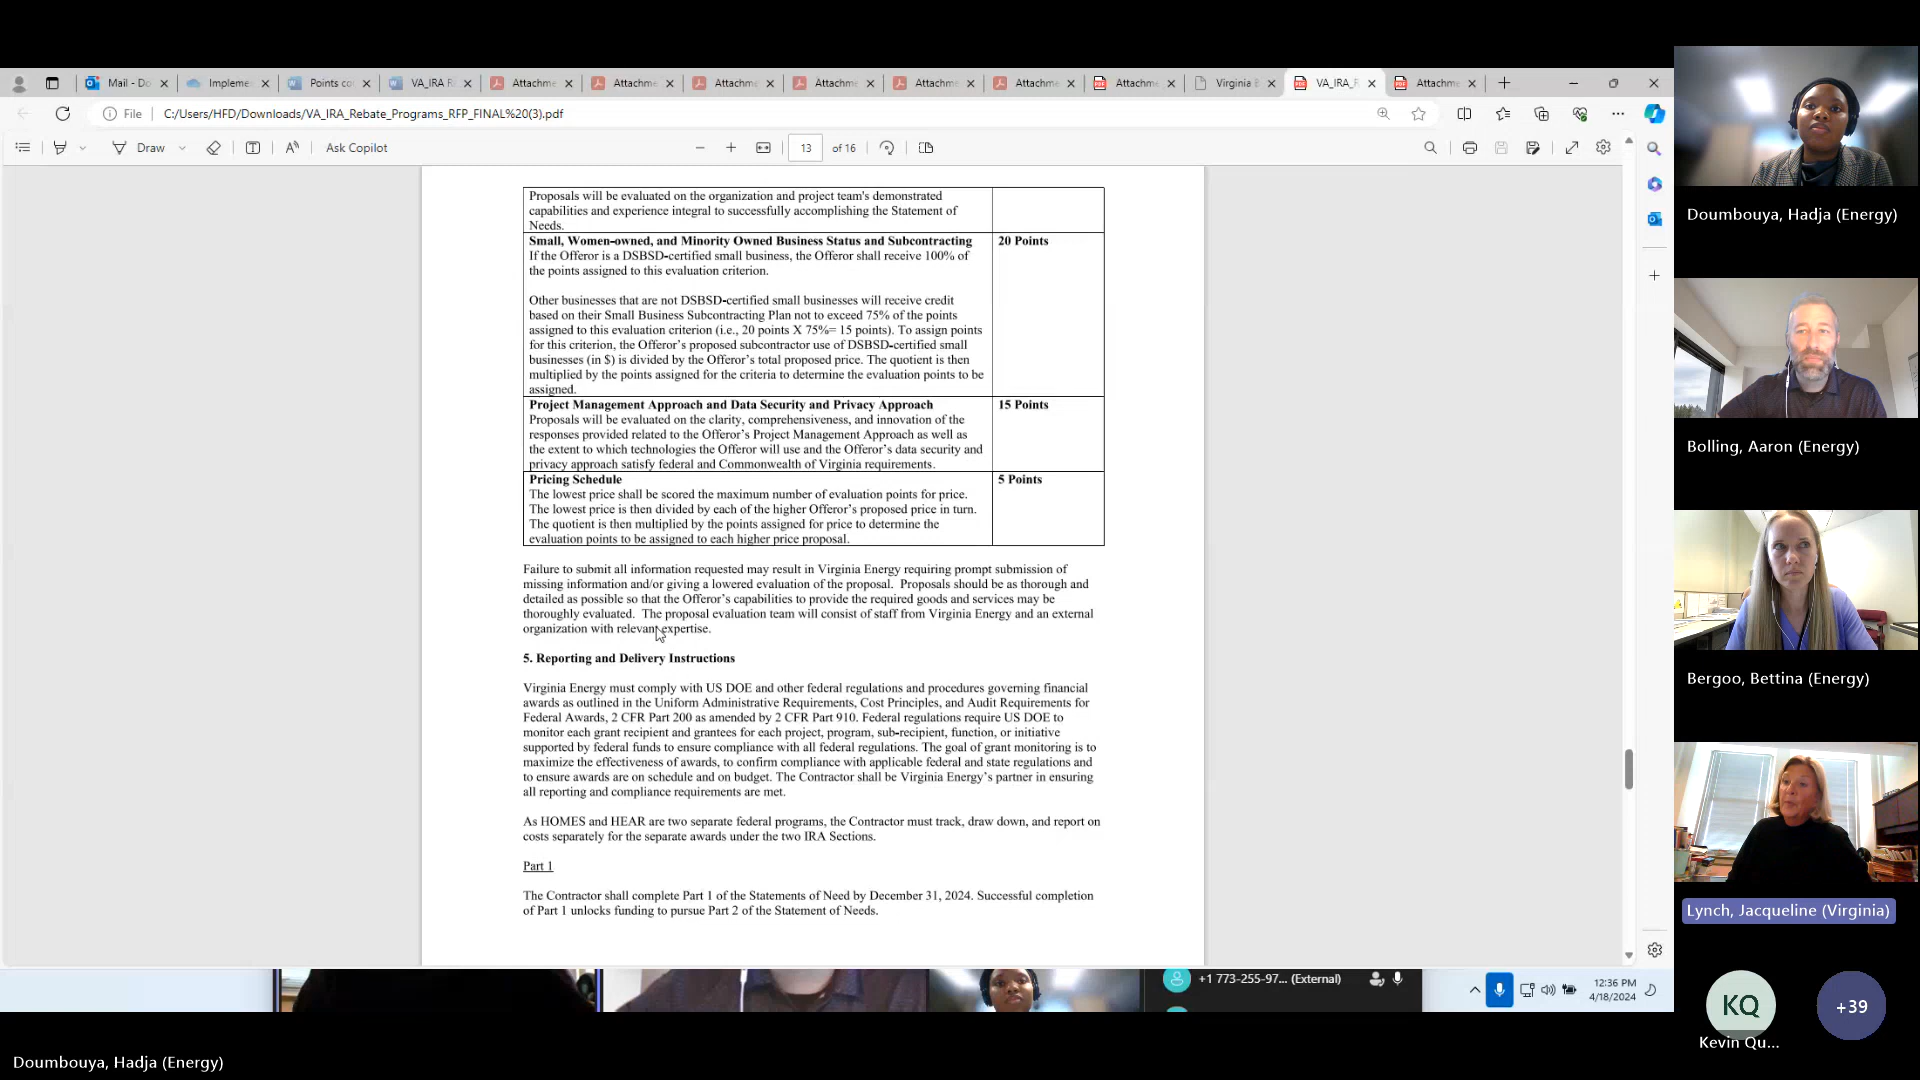 Mail - Do
Impleme
Points co
VA_IRA R
Attachme
Attachme
Attachme
Attachme
Attachme
Attachme
Attachme
Virginia
VA_IRA_
Attachme
File
C:/Users/HFD/Downloads/VA_IRA_Rebate_Programs_RFP_FINAL%20(3).pdf
Draw
Ask Copilot
13 of 16
Proposals will be evaluated on the organization and project team's demonstrated
capabilities and experience integral to successfully accomplishing the Statement of
Needs.
Small, Women-owned, and Minority Owned Business Status and Subcontracting
20 Points
If the Offeror is a DSBSD-certified small business, the Offeror shall receive 100% of
the points assigned to this evaluation criterion.
Other businesses that are not DSBSD-certified small businesses will receive credit
based on their Small Business Subcontracting Plan not to exceed 75% of the points
assigned to this evaluation criterion (i.e., 20 points X 75%= 15 points). To assign points
for this criterion, the Offeror's proposed subcontractor use of DSBSD-certified small
businesses (in $) is divided by the Offeror's total proposed price. The quotient is then
multiplied by the points assigned for the criteria to determine the evaluation points to be
assigned.
Project Management Approach and Data Security and Privacy Approach
15 Points
Proposals will be evaluated on the clarity, comprehensiveness, and innovation of the
responses provided related to the Offeror's Project Management Approach as well as
the extent to which technologies the Offeror will use and the Offeror's data security and
privacy approach satisfy federal and Commonwealth of Virginia requirements.
Pricing Schedule
5 Points
The lowest price shall be scored the maximum number of evaluation points for price.
The lowest price is then divided by each of the higher Offeror's proposed price in turn.
The quotient is then multiplied by the points assigned for price to determine the
evaluation points to be assigned to each higher price proposal.
Failure to submit all information requested may result in Virginia Energy requiring prompt submission of
missing information and/or giving a lowered evaluation of the proposal. Proposals should be as thorough and
detailed as possible so that the Offeror's capabilities to provide the required goods and services may be
thoroughly evaluated. The proposal evaluation team will consist of staff from Virginia Energy and an external
organization with relevant expertise.
5. Reporting and Delivery Instructions
Virginia Energy must comply with US DOE and other federal regulations and procedures governing financial
awards as outlined in the Uniform Administrative Requirements, Cost Principles, and Audit Requirements for
Federal Awards, 2 CFR Part 200 as amended by 2 CFR Part 910. Federal regulations require US DOE to
monitor each grant recipient and grantees for each project, program, sub-recipient, function, or initiative
supported by federal funds to ensure compliance with all federal regulations. The goal of grant monitoring is to
maximize the effectiveness of awards, to confirm compliance with applicable federal and state regulations and
to ensure awards are on schedule and on budget. The Contractor shall be Virginia Energy's partner in ensuring
all reporting and compliance requirements are met.
As HOMES and HEAR are two separate federal programs, the Contractor must track, draw down, and report on
costs separately for the separate awards under the two IRA Sections.
Part 1
The Contractor shall complete Part 1 of the Statements of Need by December 31, 2024. Successful completion
of Part 1 unlocks funding to pursue Part 2 of the Statement of Needs.
+1 773-255-97... (External)
12:36 PM
4/18/2024
Doumbouya, Hadja (Energy)
Bolling, Aaron (Energy)
Bergoo, Bettina (Energy)
Lynch, Jacqueline (Virginia)
KQ
+39
Kevin Qu...
Doumbouya, Hadja (Energy)